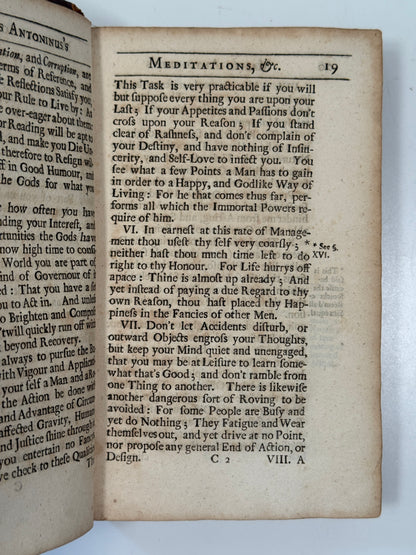 s Antoninus's
tion, and Corruption, and
erms of Reference, and
e Reflections Satisfy you,
our Rule to Live by: As
e over-eager about them:
r Reading will be apt
, and make you Die Un-
therefore to Resign will
ff in Good Humour, and
the Gods for what you
r how often you have
nding your Interest, and
rtunities the Gods have
now high time to consi-
World you are part of
ind of Governour of it
d: That you have a
you to Act in. And unless
to Brighten and Compose
'twill quickly run off with
beyond Recovery.
always to pursue the Bu-
with Vigour and Applica-
your self a Man and a R
the Action be done with
and Advantage of Circum
affected Gravity, Human
and Justice shine through
you entertain no Fanc
ve check to these Qualific
C Th
Meditations, &c. 19
This Task is very practicable if you will
but suppose every thing you are upon your
Last; If your Appetites and Passions don't
cross upon your Reason; If you stand
clear of Rashness, and don't complain of
your Destiny, and have nothing of Insin-
cerity, and Self-Love to infect you. You
see what a few Points a Man has to gain
in order to a Happy, and Godlike Way of
Living: For he that comes thus far, per-
forms all which the Immortal Powers re-
quire of him.
VI. In earnest at this rate of Manage-
ment thou usest thy self very coarsly; *
* See §.
XVI.
neither hast thou much time left to do
right to thy Honour. For Life hurrys off
apace: Thine is almost up already; And
yet instead of paying a due Regard to thy
own Reason, thou hast placed thy Hap-
piness in the Fancies of other Men.
VII. Don't let Accidents disturb, or
outward Objects engross your Thoughts,
but keep your Mind quiet and unengaged,
that you may be at Leisure to learn Some-
what that's Good; and don't ramble from
one Thing to another. There is likewise
another dangerous sort of Roving to be
avoided: For some People are Busy and
yet do Nothing; They Fatigue and Wear
themselves out, and yet drive at no Point,
nor propose any general End of Action, or
Design.
C 2 VIII. A